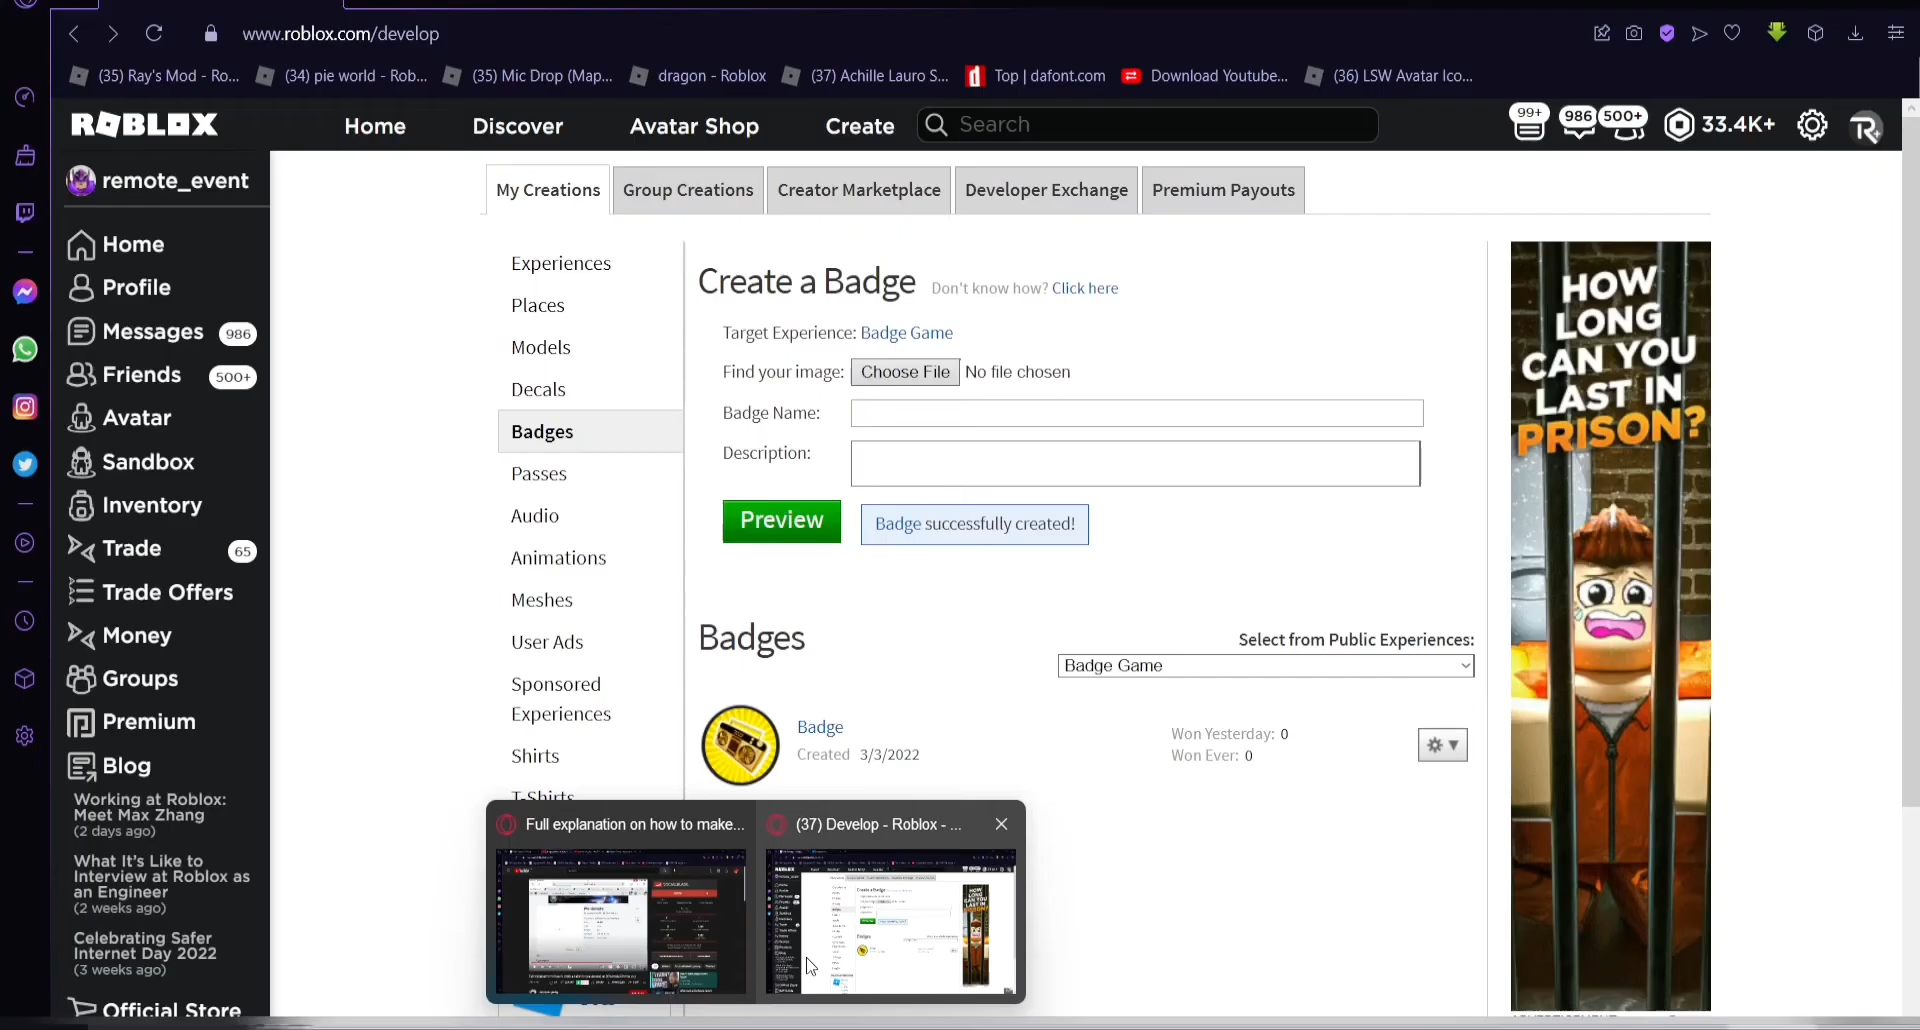 www.roblox.com/develop
(35) Ray's Mod - Ro...
(34) pie world - Rob...
(35) Mic Drop (Map...
dragon - Roblox
(37) Achille Lauro S...
Top | dafont.com
Download Youtube...
(36) LSW Avatar Ico...
ROBLOX
Home
Discover
Avatar Shop
Create
Search
99+
986
500+
33.4K+
remote_event
Home
Profile
Messages 986
Friends 500+
Avatar
Sandbox
Inventory
Trade 65
Trade Offers
Money
Groups
Premium
Blog
Working at Roblox:
Meet Max Zhang
(2 days ago)
What It's Like to
Interview at Roblox as
an Engineer
(2 weeks ago)
Celebrating Safer
Internet Day 2022
(3 weeks ago)
Official Store
My Creations
Group Creations
Creator Marketplace
Developer Exchange
Premium Payouts
Experiences
Places
Models
Decals
Badges
Passes
Audio
Animations
Meshes
User Ads
Sponsored
Experiences
Shirts
T-Shirts
Create a Badge Don't know how? Click here
Target Experience: Badge Game
Find your image: Choose File No file chosen
Badge Name:
Description:
Preview
Badge successfully created!
Badges
Select from Public Experiences:
Badge Game
Badge
Created 3/3/2022
Won Yesterday: 0
Won Ever: 0
HOW
LONG
CAN YOU
LAST IN
PRISON?
Full explanation on how to make...
(37) Develop - Roblox - ...